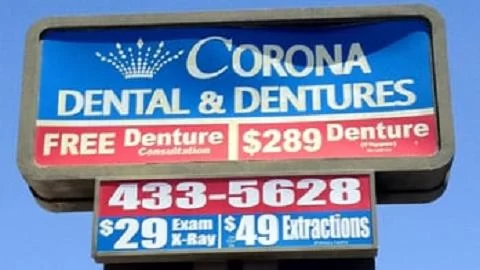 CORONA
DENTAL & DENTURES
FREE Denture Consultation
$289 Denture
433-5628
$29 Exam X-Ray
$49 Extractions